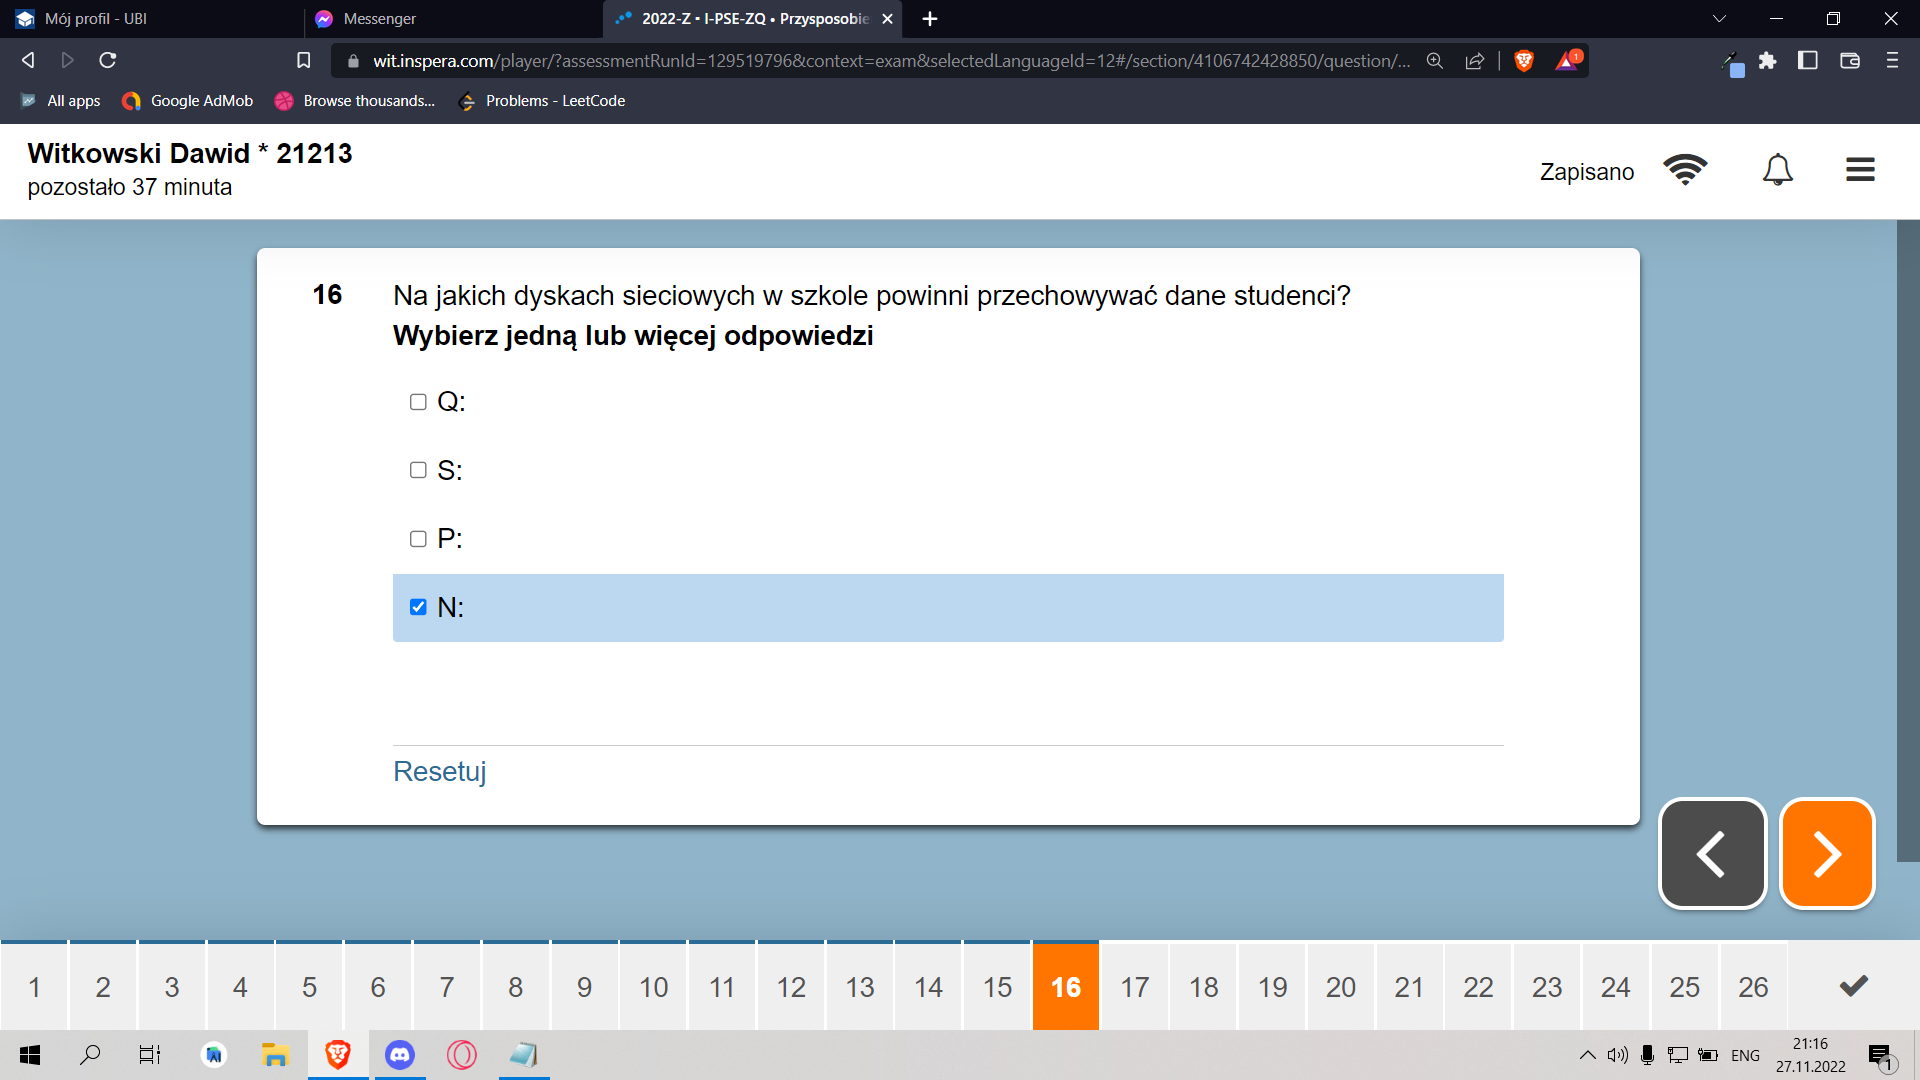 Mój profil - UBI
Messenger
2022-Z • I-PSE-ZQ • Przysposobie
wit.inspera.com/player/?assessmentRunId=129519796&context=exam&selectedLanguageId=12#/section/4106742428850/question/...
1
All apps
Google AdMob
Browse thousands...
Problems - LeetCode
Witkowski Dawid * 21213
pozostało 37 minuta
Zapisano
16
Na jakich dyskach sieciowych w szkole powinni przechowywać dane studenci?
Wybierz jedną lub więcej odpowiedzi
Q:
S:
P:
N:
Resetuj
1 2 3 4 5 6 7 8 9 10 11 12 13 14 15 16 17 18 19 20 21 22 23 24 25 26
ENG
21:16
27.11.2022
1